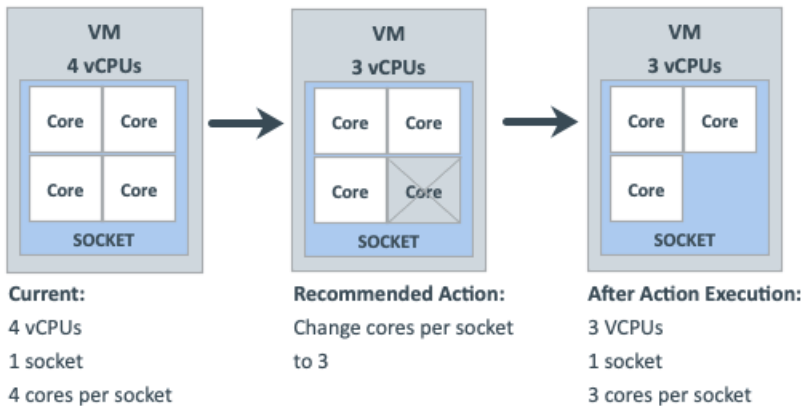 VM
4 vCPUs
Core Core
Core Core
SOCKET
Current:
4 vCPUs
1 socket
4 cores per socket
VM
3 vCPUs
Core Core
Core Core
SOCKET
Recommended Action:
Change cores per socket
to 3
VM
3 vCPUs
Core Core
Core
SOCKET
After Action Execution:
3 VCPUs
1 socket
3 cores per socket